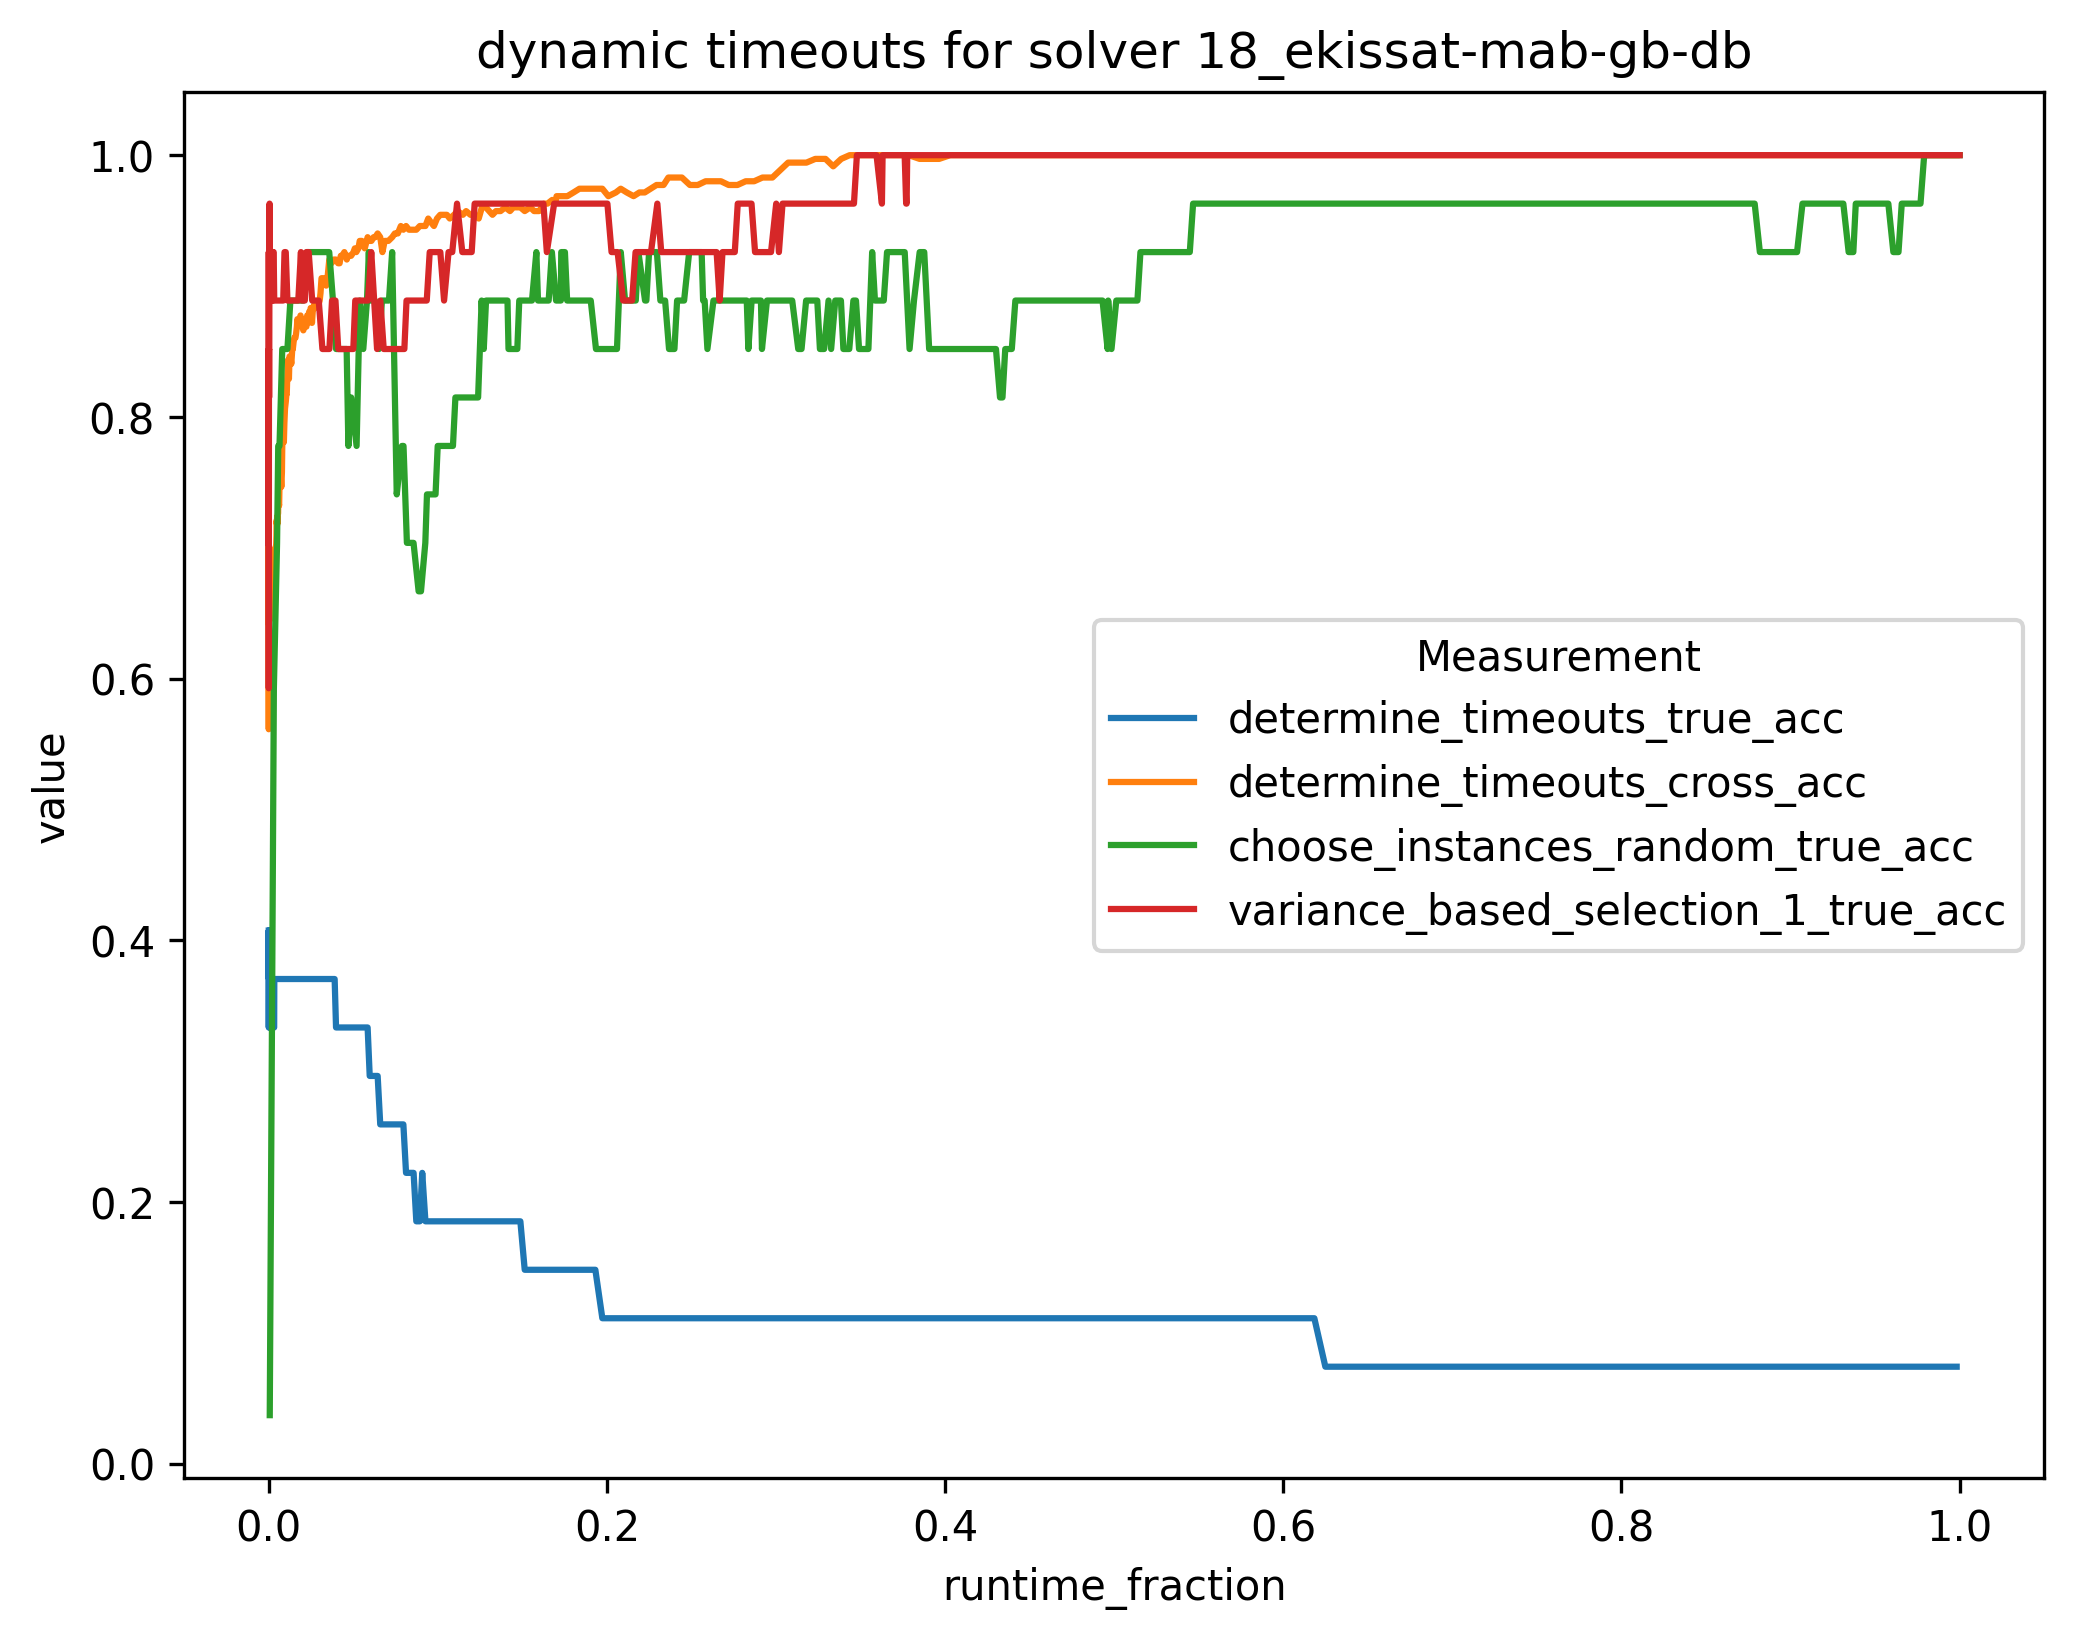 dynamic timeouts for solver 18_ekissat-mab-gb-db
1.0
0.8
0.6
0.4
0.2
0.0
value
Measurement
determine_timeouts_true_acc
determine_timeouts_cross_acc
choose_instances_random_true_acc
variance_based_selection_1_true_acc
0.0 0.2 0.4 0.6 0.8 1.0
runtime_fraction